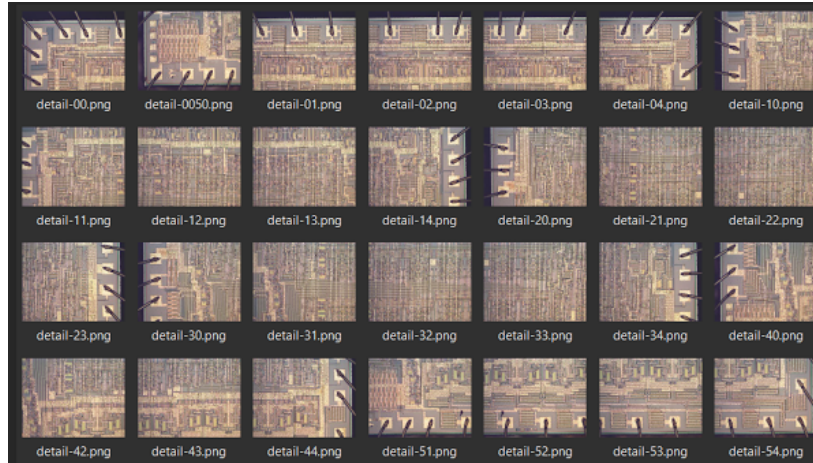 detail-00.png detail-0050.png detail-01.png detail-02.png detail-03.png detail-04.png detail-10.png
detail-11.png detail-12.png detail-13.png detail-14.png detail-20.png detail-21.png detail-22.png
detail-23.png detail-30.png detail-31.png detail-32.png detail-33.png detail-34.png detail-40.png
detail-42.png detail-43.png detail-44.png detail-51.png detail-52.png detail-53.png detail-54.png